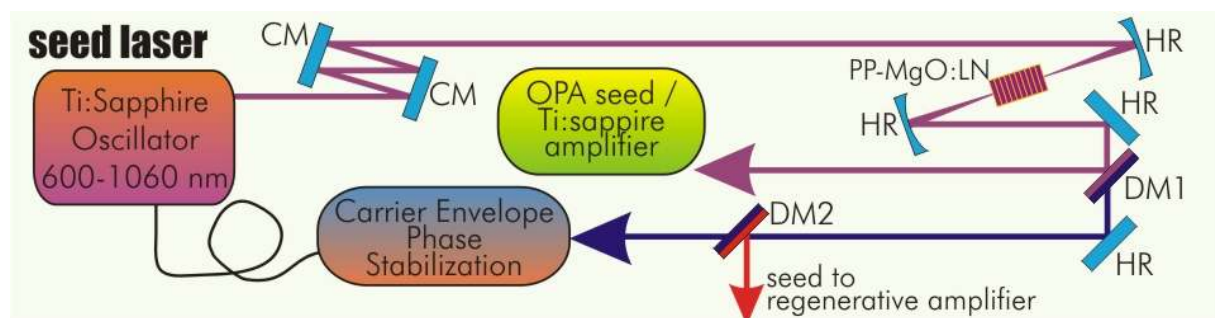 seed laser
CM
CM
HR
PP-MgO:LN
HR
HR
Ti:Sapphire
Oscillator
600-1060 nm
OPA seed /
Ti:sappire
amplifier
DM1
Carrier Envelope
Phase
Stabilization
DM2
HR
seed to
regenerative amplifier